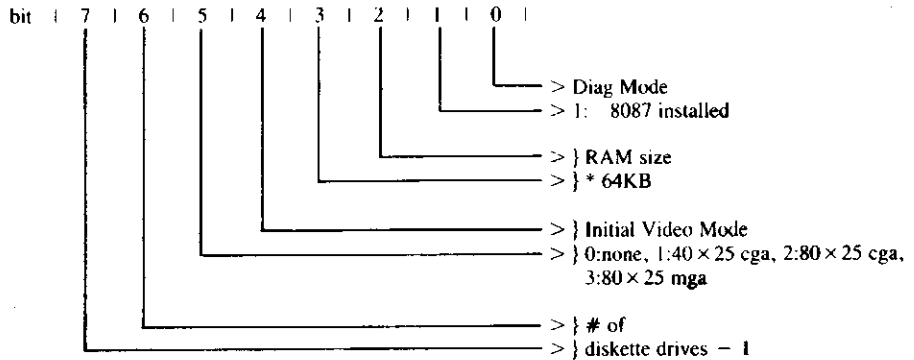 bit | 7 | 6 | 5 | 4 | 3 | 2 | 1 | 0 |
> Diag Mode
> 1: 8087 installed
> } RAM size
> } * 64KB
> } Initial Video Mode
> } 0:none, 1:40 × 25 cga, 2:80 × 25 cga,
3:80 × 25 mga
> } # of
> } diskette drives − 1